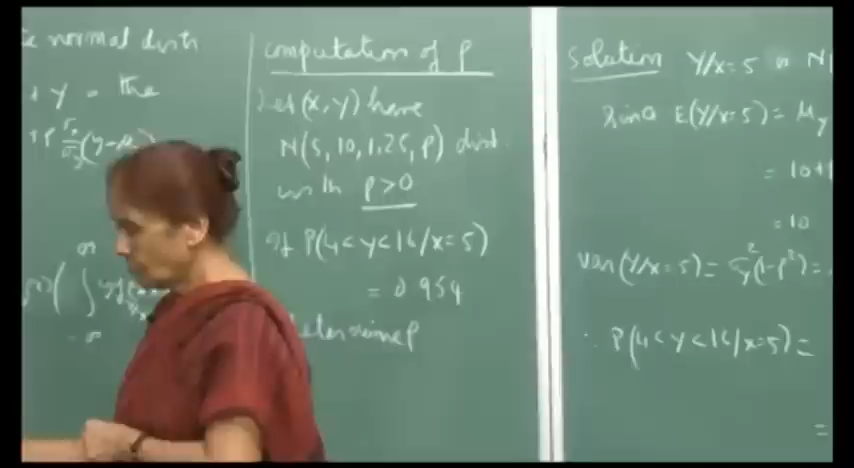 normal distn
+ Y = the
computation of ρ
Let (X, Y) have
N(5, 10, 1, 25, ρ) dist.
with ρ>0
If P(4<Y<16/X=5)
= 0.954
determine ρ
∞
∫
-∞
Solution Y/X=5 ~ N(
Since E(Y/X=5) = μy
= 10+
= 10
Var(Y/X=5) = σy²(1-ρ²) =
∴ P(4<Y<16/X=5) =
=